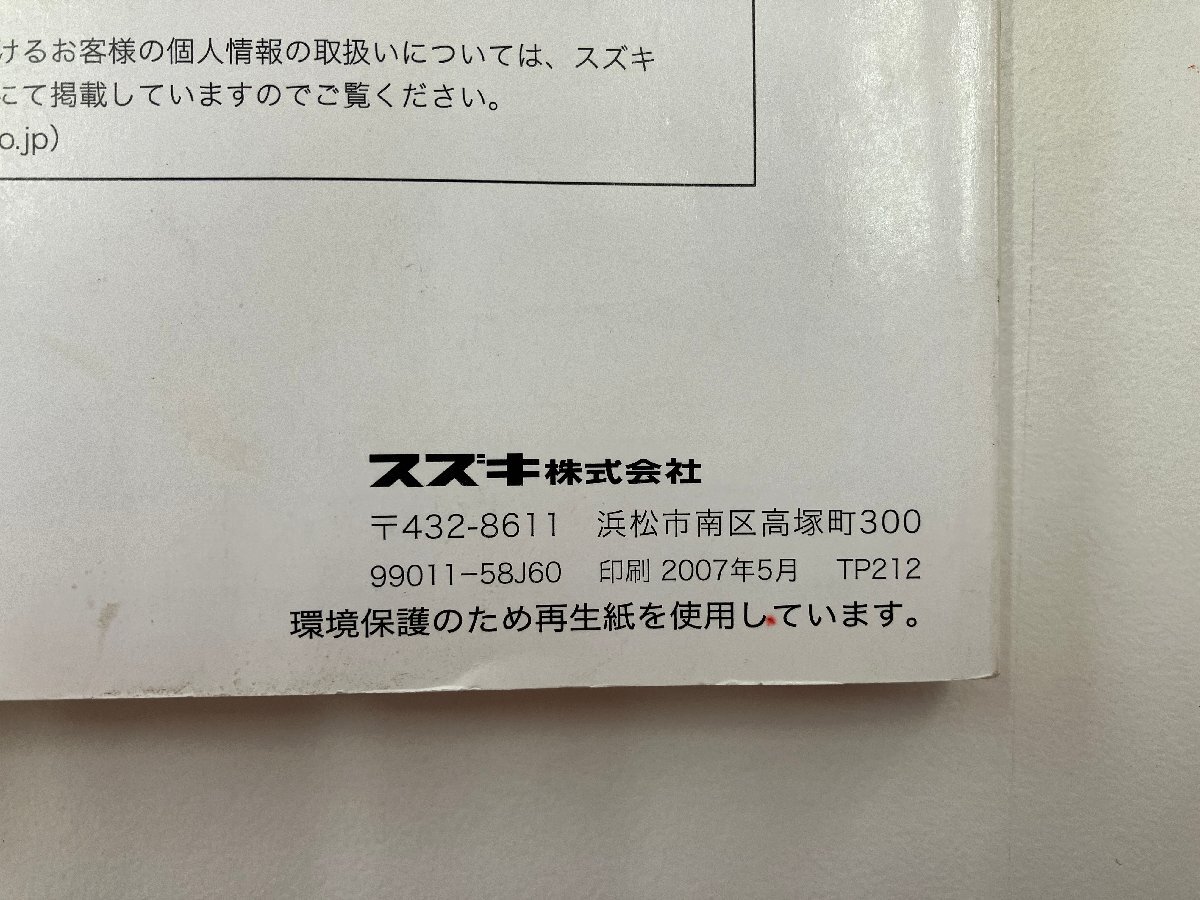 けるお客様の個人情報の取扱いについては、スズキ
にて掲載していますのでご覧ください。
o.jp）
スズキ株式会社
〒432-8611 浜松市南区高塚町300
99011−58J60 印刷 2007年5月 TP212
環境保護のため再生紙を使用しています。